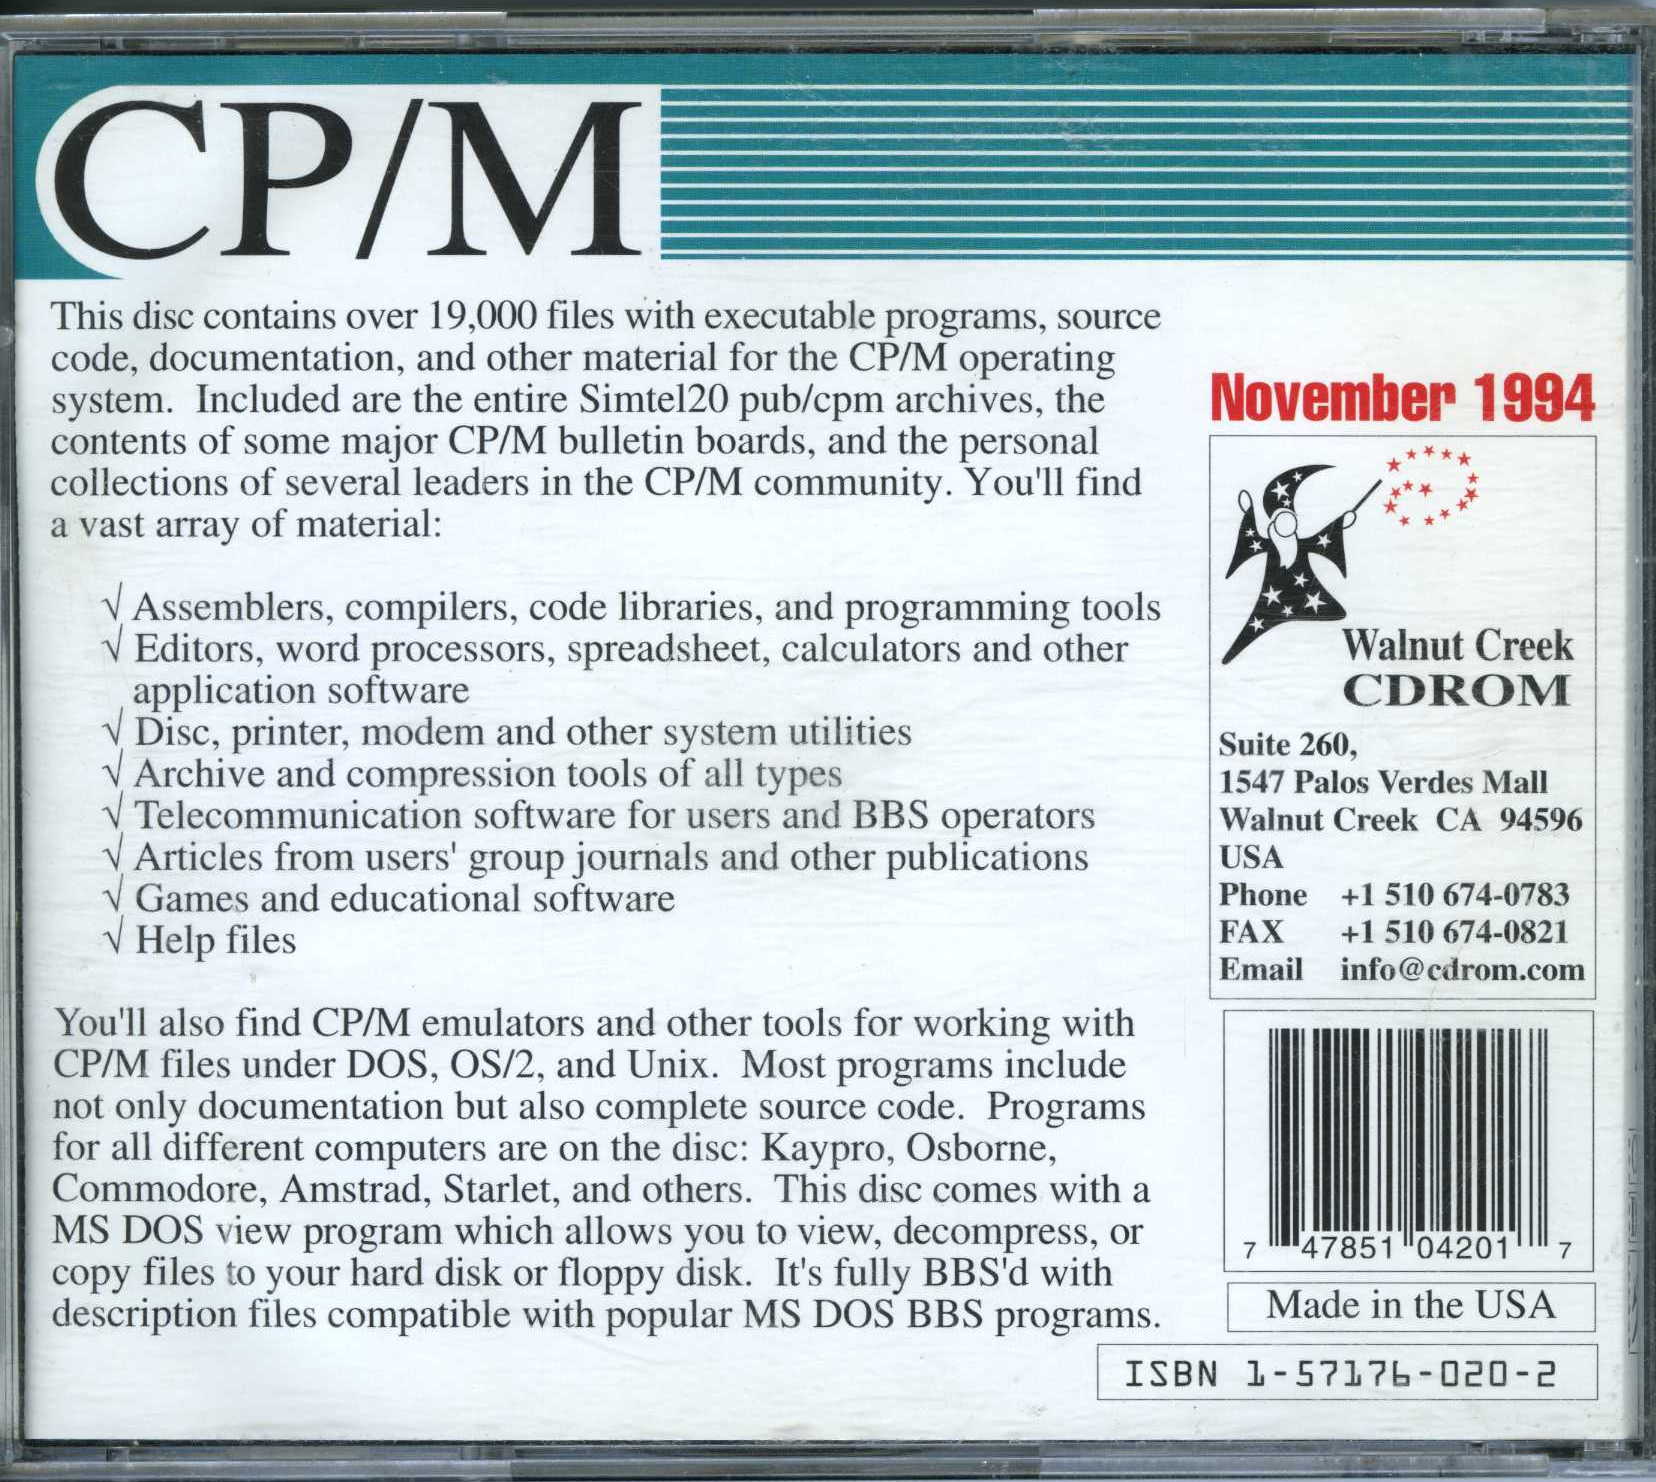 CP/M
This disc contains over 19,000 files with executable programs, source
code, documentation, and other material for the CP/M operating
system.  Included are the entire Simtel20 pub/cpm archives, the
contents of some major CP/M bulletin boards, and the personal
collections of several leaders in the CP/M community. You'll find
a vast array of material:
√ Assemblers, compilers, code libraries, and programming tools
√ Editors, word processors, spreadsheet, calculators and other
application software
√ Disc, printer, modem and other system utilities
√ Archive and compression tools of all types
√ Telecommunication software for users and BBS operators
√ Articles from users' group journals and other publications
√ Games and educational software
√ Help files
You'll also find CP/M emulators and other tools for working with
CP/M files under DOS, OS/2, and Unix.  Most programs include
not only documentation but also complete source code.  Programs
for all different computers are on the disc: Kaypro, Osborne,
Commodore, Amstrad, Starlet, and others.  This disc comes with a
MS DOS view program which allows you to view, decompress, or
copy files to your hard disk or floppy disk.  It's fully BBS'd with
description files compatible with popular MS DOS BBS programs.
November 1994
Walnut Creek
CDROM
Suite 260,
1547 Palos Verdes Mall
Walnut Creek  CA  94596
USA
Phone +1 510 674-0783
FAX +1 510 674-0821
Email info@cdrom.com
7 47851 04201 7
Made in the USA
ISBN 1-57176-020-2